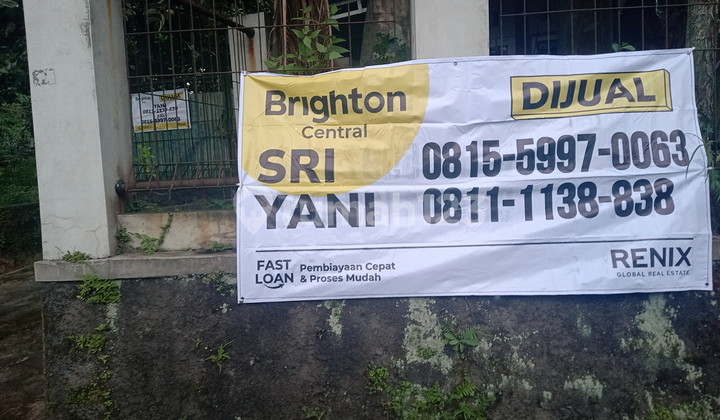 Brighton
Central
DIJUAL
SRI
0815-5997-0063
YANI
0811-1138-838
FAST
LOAN
Pembiayaan Cepat
& Proses Mudah
RENIX
GLOBAL REAL ESTATE
YANI